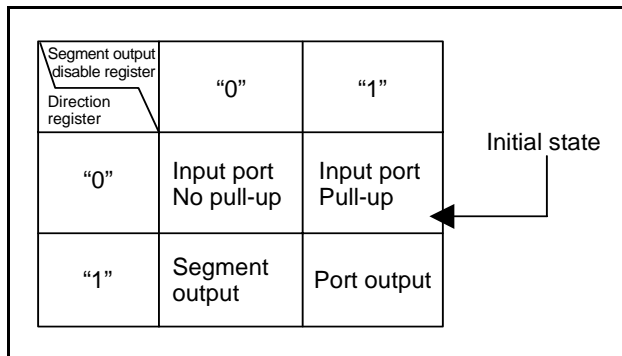 Segment output
disable register
Direction
register
“0”
“1”
Initial state
“0”
Input port
No pull-up
Input port
Pull-up
“1”
Segment
output
Port output